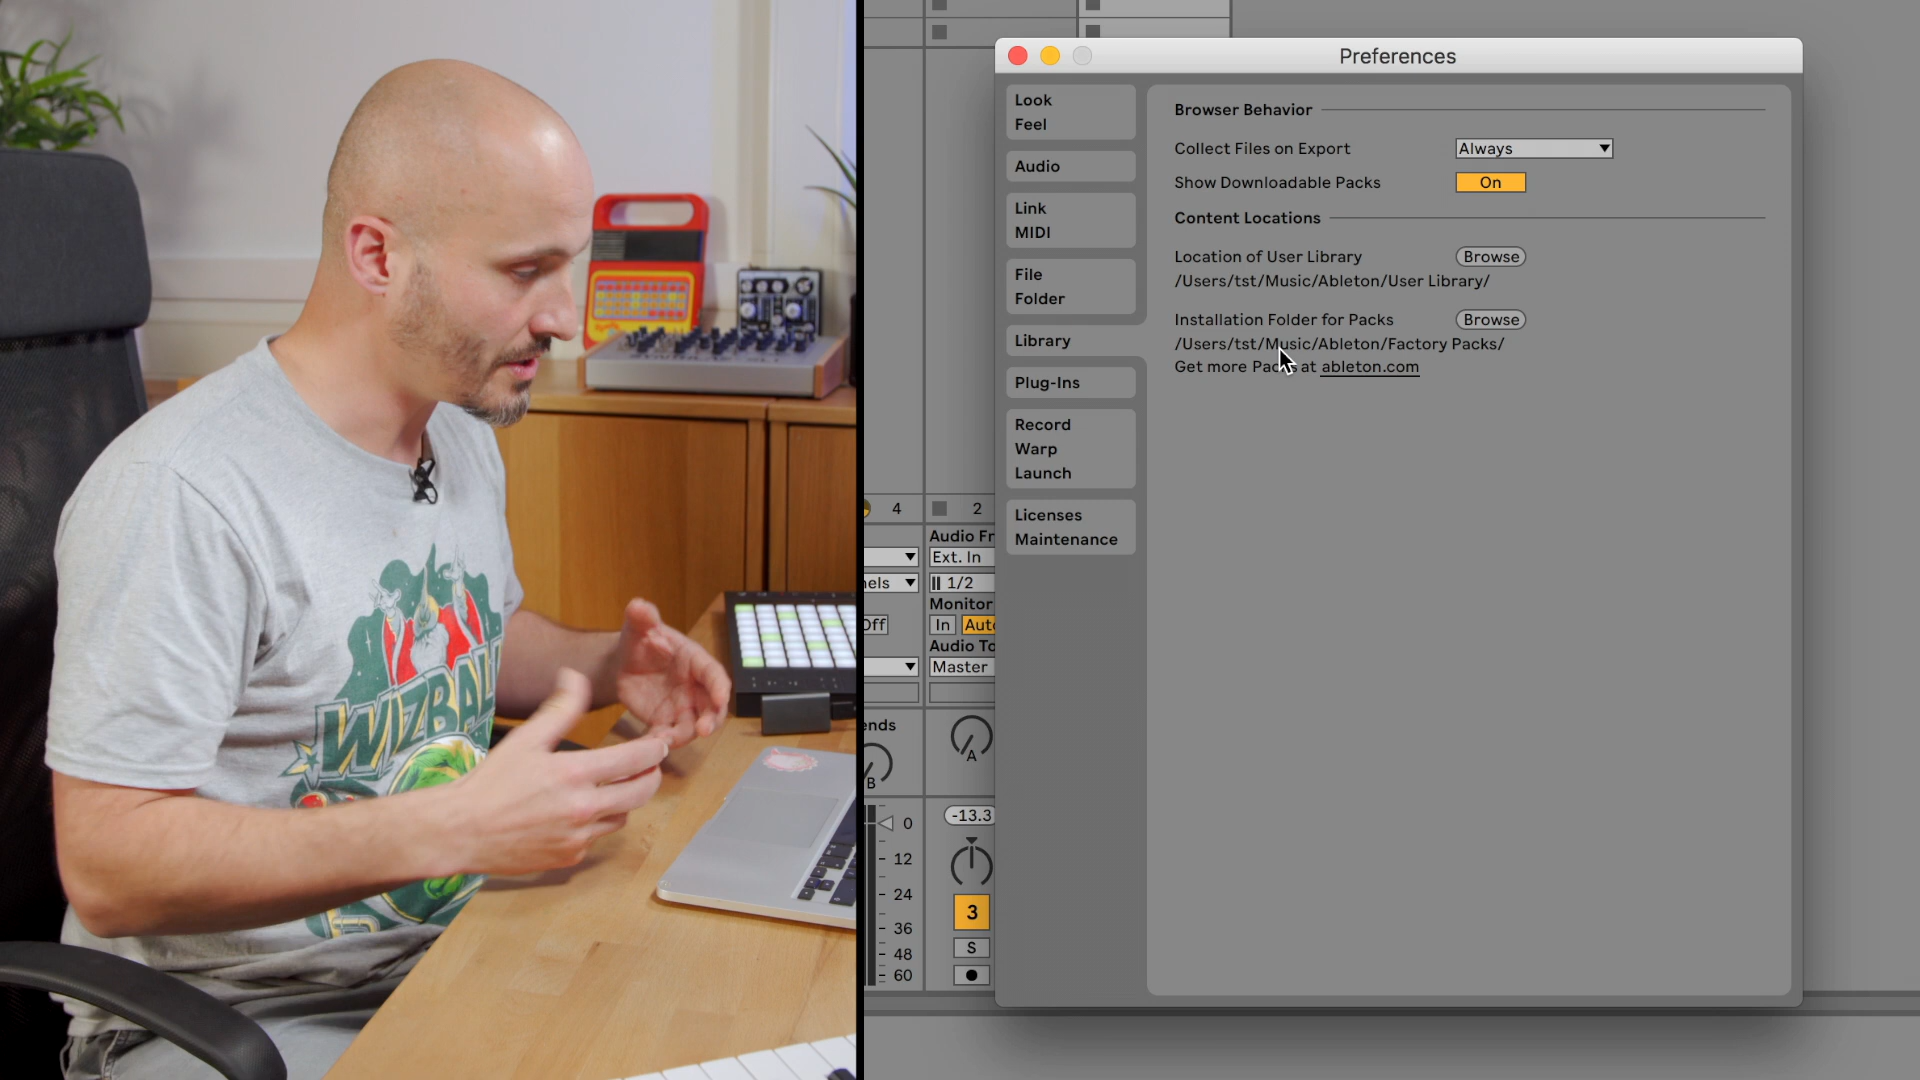 WIZBALL
Preferences
Look
Feel
Audio
Link
MIDI
File
Folder
Library
Plug-Ins
Record
Warp
Launch
Licenses
Maintenance
Browser Behavior
Collect Files on Export Always
Show Downloadable Packs On
Content Locations
Location of User Library Browse
/Users/tst/Music/Ableton/User Library/
Installation Folder for Packs Browse
/Users/tst/Music/Ableton/Factory Packs/
Get more Packs at ableton.com
4
2
Audio Fr
Ext. In
1/2
Monitor
Off
In Auto
Audio To
Master
ends
A
B
-13.3
0
12
24
36
48
60
3
S